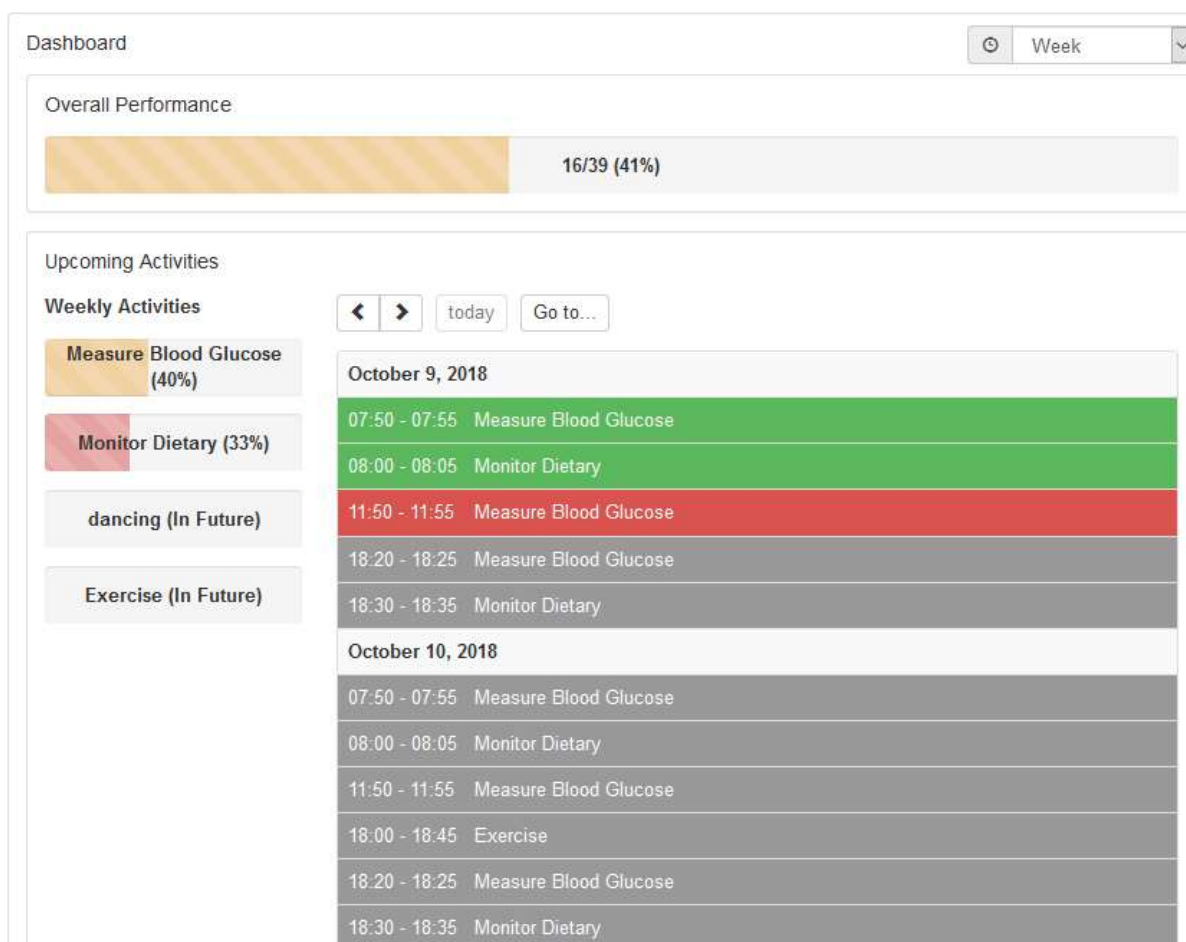 Dashboard
Week
Overall Performance
16/39 (41%)
Upcoming Activities
Weekly Activities
Measure Blood Glucose
(40%)
Monitor Dietary (33%)
dancing (In Future)
Exercise (In Future)
today
Go to...
October 9, 2018
07:50 - 07:55 Measure Blood Glucose
08:00 - 08:05 Monitor Dietary
11:50 - 11:55 Measure Blood Glucose
18:20 - 18:25 Measure Blood Glucose
18:30 - 18:35 Monitor Dietary
October 10, 2018
07:50 - 07:55 Measure Blood Glucose
08:00 - 08:05 Monitor Dietary
11:50 - 11:55 Measure Blood Glucose
18:00 - 18:45 Exercise
18:20 - 18:25 Measure Blood Glucose
18:30 - 18:35 Monitor Dietary